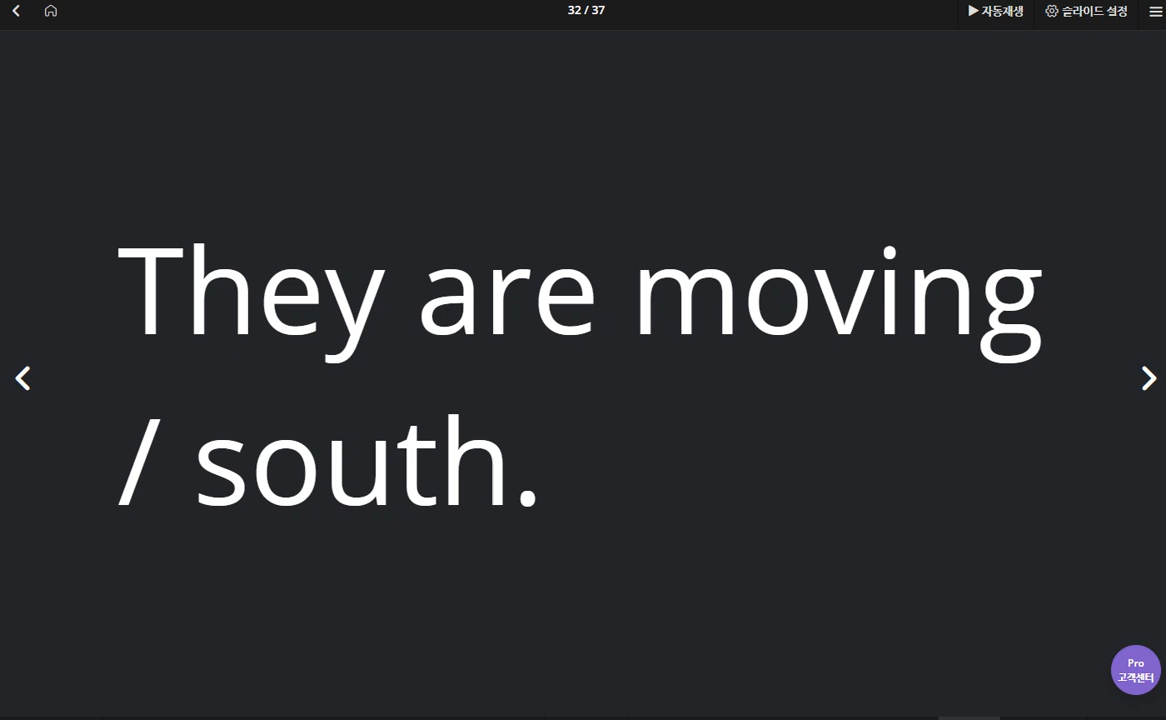 32 / 37
▶ 자동재생
슬라이드 설정
They are moving
/ south.
Pro
고객센터